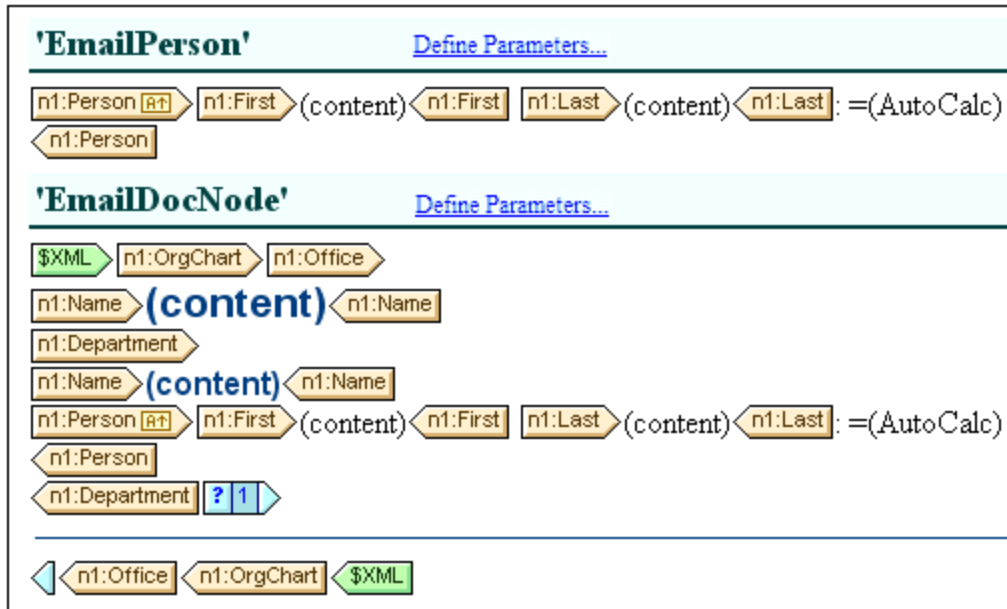 'EmailPerson' Define Parameters...
n1:Person n1:First (content) n1:First n1:Last (content) n1:Last : =(AutoCalc)
n1:Person
'EmailDocNode' Define Parameters...
$XML n1:OrgChart n1:Office
n1:Name (content) n1:Name
n1:Department
n1:Name (content) n1:Name
n1:Person n1:First (content) n1:First n1:Last (content) n1:Last : =(AutoCalc)
n1:Person
n1:Department ? 1
n1:Office n1:OrgChart $XML